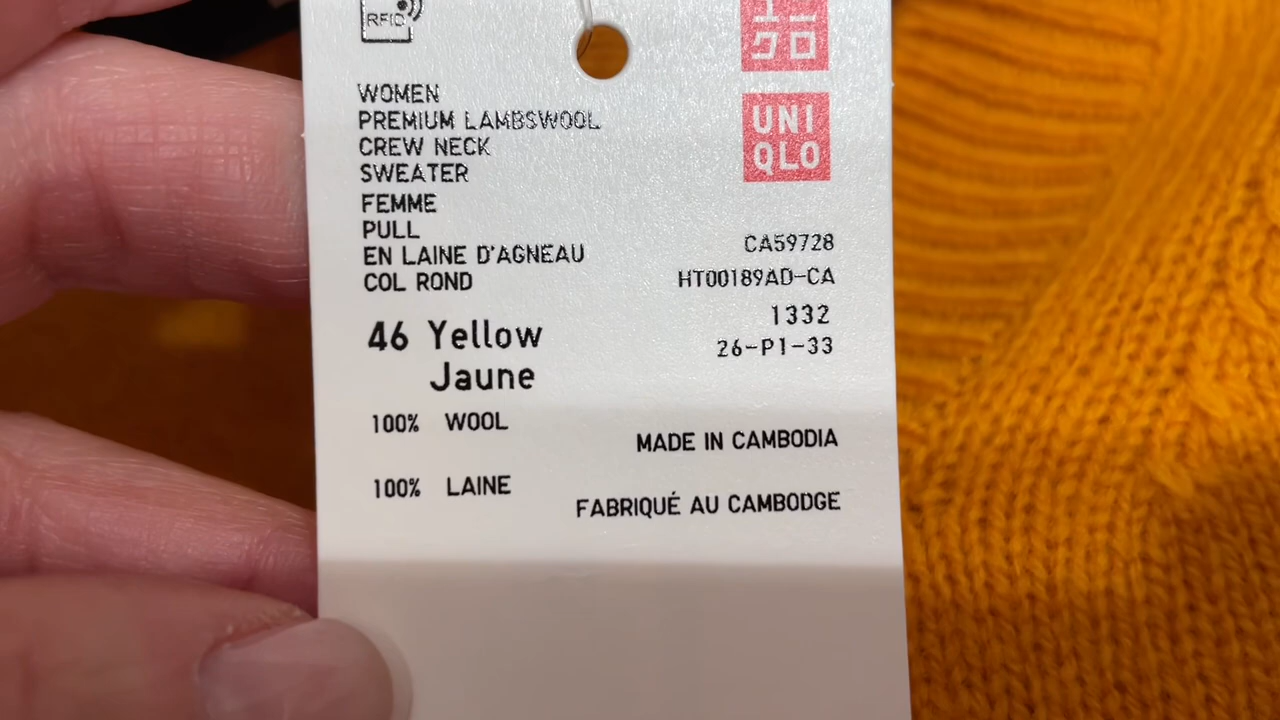 RFID
WOMEN
PREMIUM LAMBSWOOL
CREW NECK
SWEATER
FEMME
PULL
EN LAINE D'AGNEAU
COL ROND
46 Yellow
Jaune
100% WOOL
100% LAINE
ユニ
クロ
UNI
QLO
CA59728
HT00189AD-CA
1332
26-P1-33
MADE IN CAMBODIA
FABRIQUÉ AU CAMBODGE